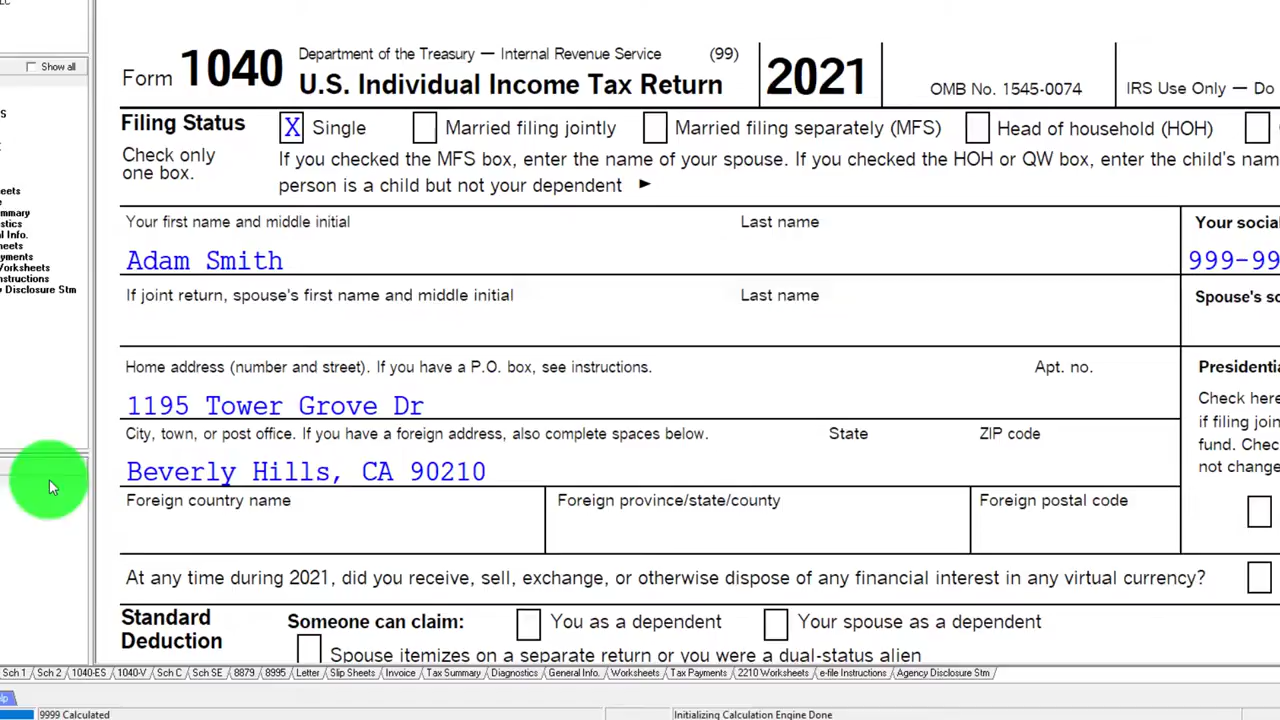 LC
Show all
Form 1040 Department of the Treasury — Internal Revenue Service (99)
U.S. Individual Income Tax Return 2021 OMB No. 1545-0074 IRS Use Only — Do
Filing Status X Single Married filing jointly Married filing separately (MFS) Head of household (HOH)
Check only
one box.
If you checked the MFS box, enter the name of your spouse. If you checked the HOH or QW box, enter the child's nam
person is a child but not your dependent ►
Your first name and middle initial Last name Your social
Adam Smith 999-99
If joint return, spouse's first name and middle initial Last name Spouse's so
Home address (number and street). If you have a P.O. box, see instructions. Apt. no. Presidentia
1195 Tower Grove Dr
Check here
if filing join
fund. Chec
not change
City, town, or post office. If you have a foreign address, also complete spaces below. State ZIP code
Beverly Hills, CA 90210
Foreign country name Foreign province/state/county Foreign postal code
At any time during 2021, did you receive, sell, exchange, or otherwise dispose of any financial interest in any virtual currency?
Standard
Deduction
Someone can claim: You as a dependent Your spouse as a dependent
Spouse itemizes on a separate return or you were a dual-status alien
eets
mmary
stics
l Info.
heets
yments
Vorksheets
nstructions
y Disclosure Stm
Sch 1 Sch 2 1040-ES 1040-V Sch C Sch SE 8879 8995 Letter Slip Sheets Invoice Tax Summary Diagnostics General Info. Worksheets Tax Payments 2210 Worksheets e-file Instructions Agency Disclosure Stm
lp
9999 Calculated Initializing Calculation Engine Done